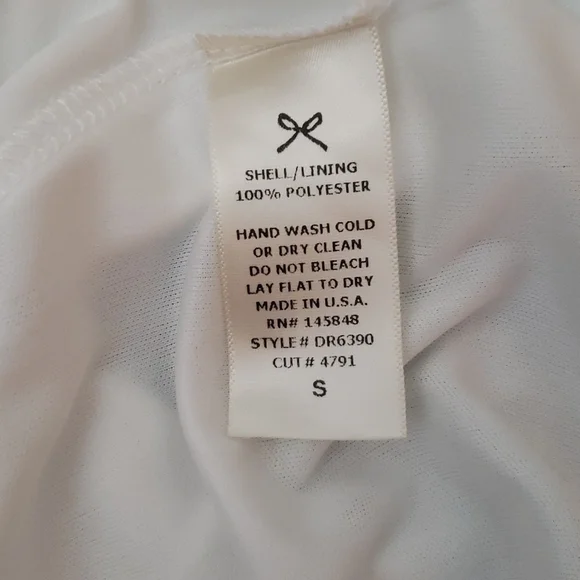 SHELL/LINING
100% POLYESTER
HAND WASH COLD
OR DRY CLEAN
DO NOT BLEACH
LAY FLAT TO DRY
MADE IN U.S.A.
RN# 145848
STYLE# DR6390
CUT# 4791
S